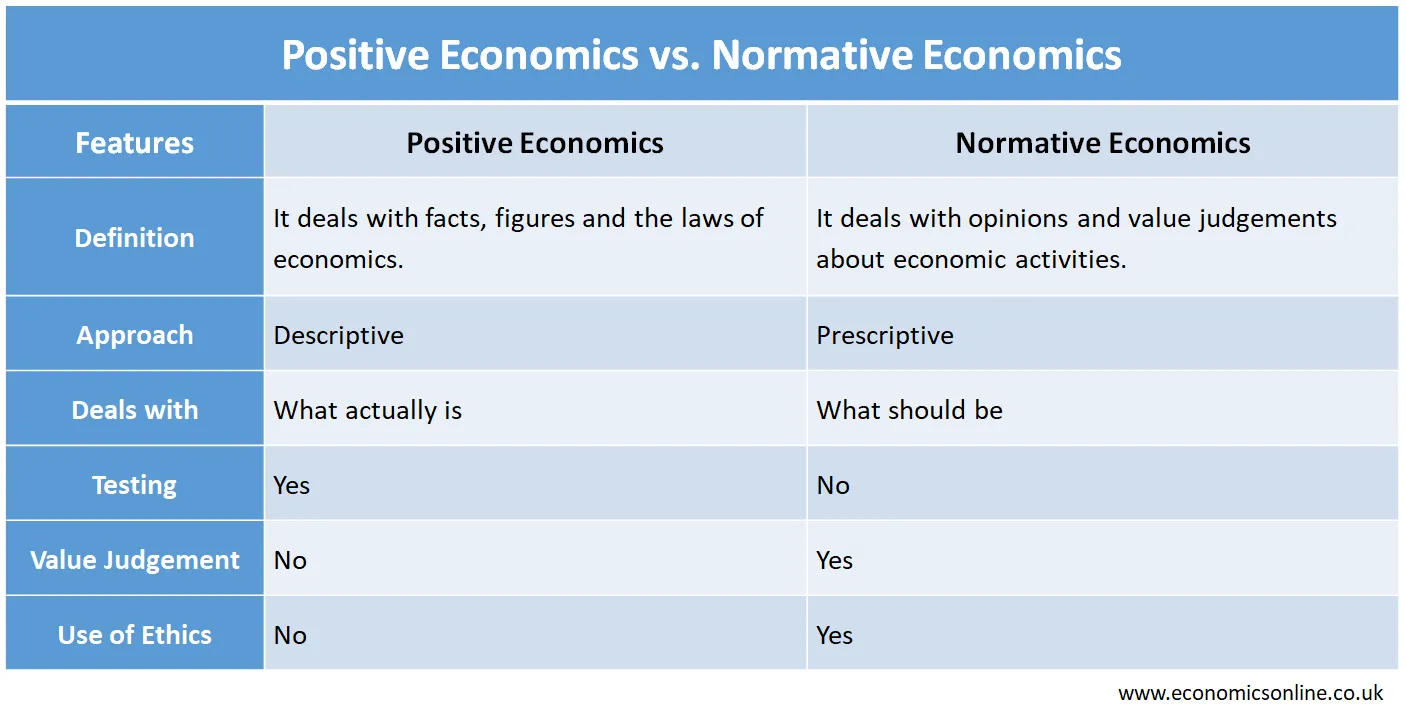 Positive Economics vs. Normative Economics
Features
Positive Economics
Normative Economics
Definition
It deals with facts, figures and the laws of
economics.
It deals with opinions and value judgements
about economic activities.
Approach
Descriptive
Prescriptive
Deals with
What actually is
What should be
Testing
Yes
No
Value Judgement
No
Yes
Use of Ethics
No
Yes
www.economicsonline.co.uk